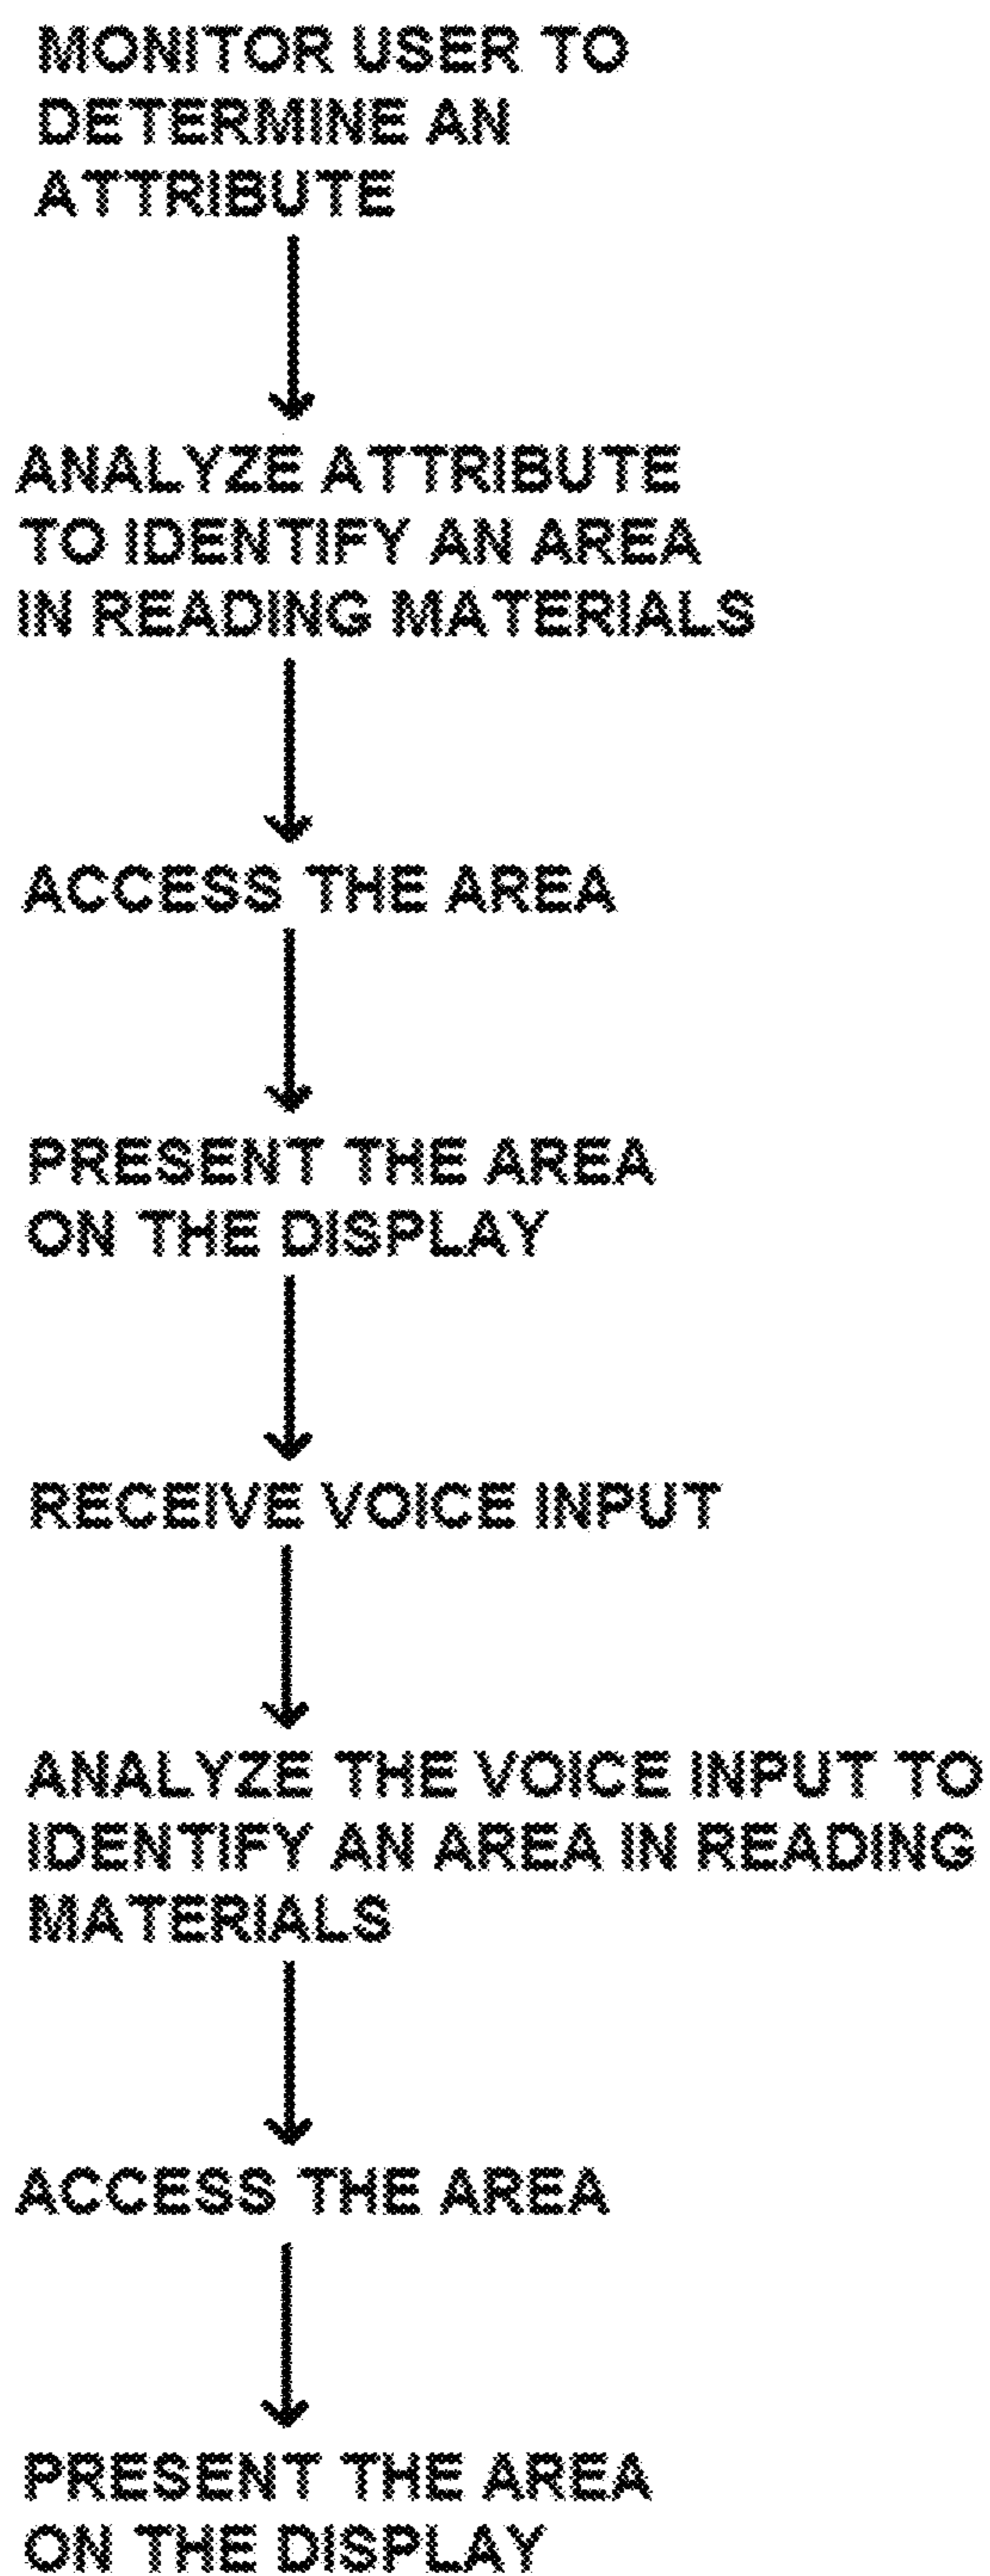 MONITOR USER TO
DETERMINE AN
ATTRIBUTE
ANALYZE ATTRIBUTE
TO IDENTIFY AN AREA
IN READING MATERIALS
ACCESS THE AREA
PRESENT THE AREA
ON THE DISPLAY
RECEIVE VOICE INPUT
ANALYZE THE VOICE INPUT TO
IDENTIFY AN AREA IN READING
MATERIALS
ACCESS THE AREA
PRESENT THE AREA
ON THE DISPLAY